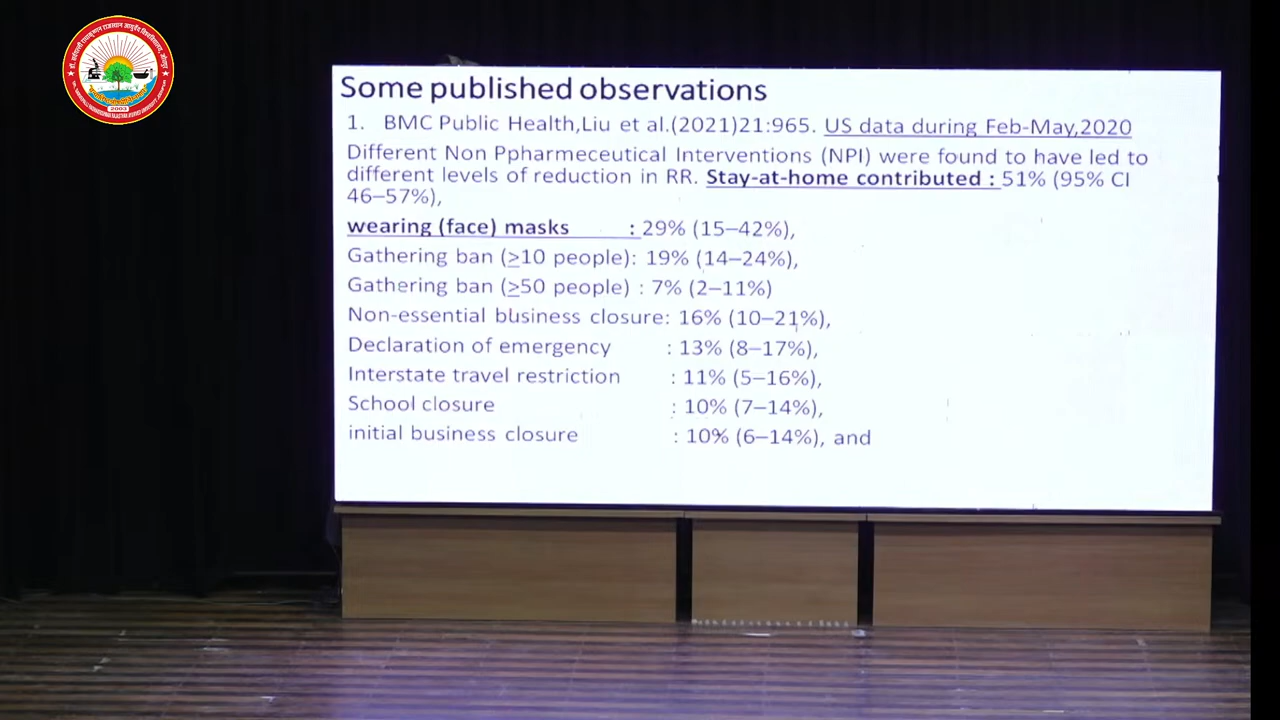 2003
Some published observations
1. BMC Public Health,Liu et al.(2021)21:965. US data during Feb-May,2020
Different Non Ppharmeceutical Interventions (NPI) were found to have led to
different levels of reduction in RR. Stay-at-home contributed : 51% (95% CI
46–57%),
wearing (face) masks : 29% (15–42%),
Gathering ban (≥10 people): 19% (14–24%),
Gathering ban (≥50 people) : 7% (2–11%)
Non-essential business closure: 16% (10–21%),
Declaration of emergency : 13% (8–17%),
Interstate travel restriction : 11% (5–16%),
School closure : 10% (7–14%),
initial business closure : 10% (6–14%), and